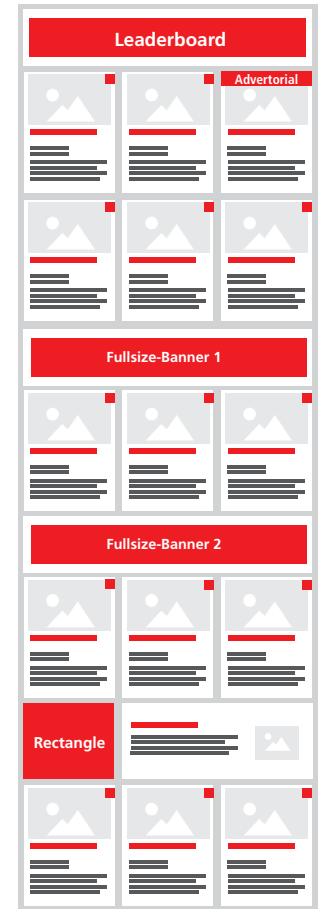 Leaderboard
Advertorial
Fullsize-Banner 1
Fullsize-Banner 2
Rectangle